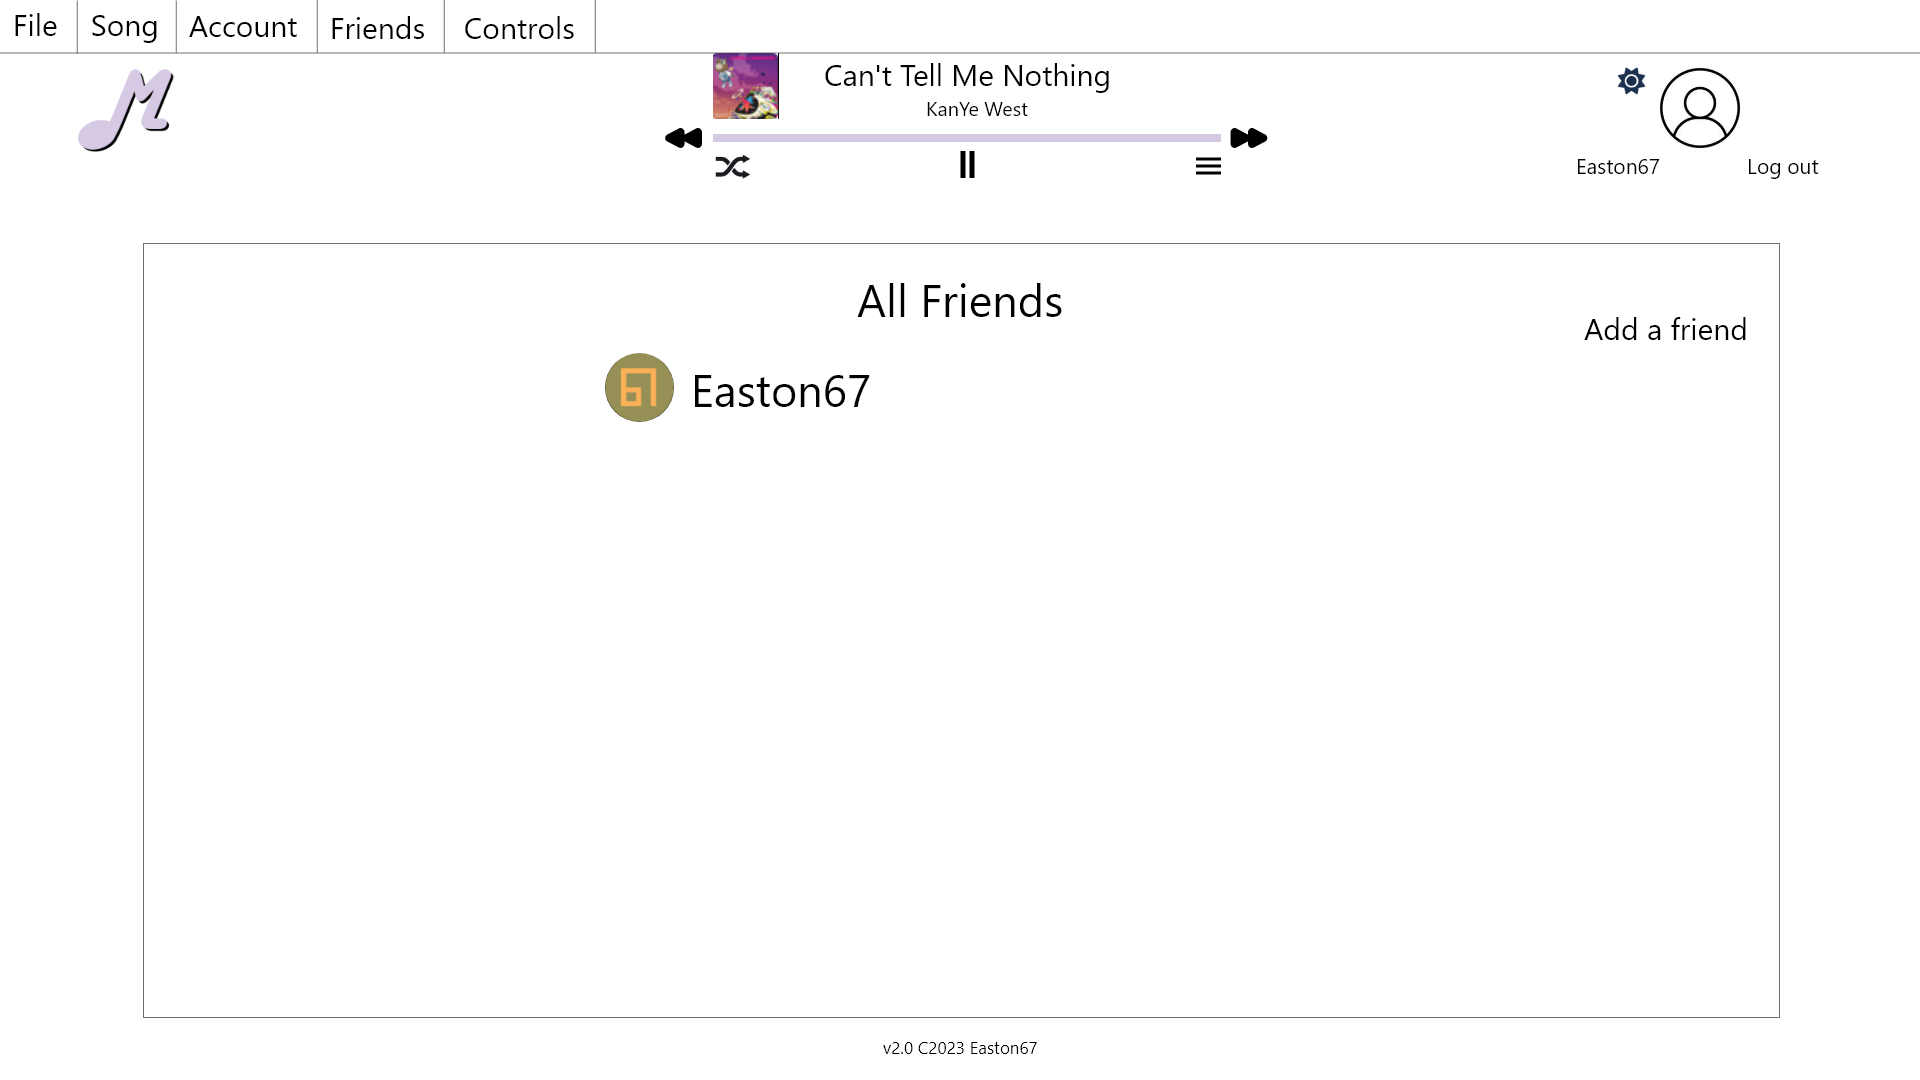 File
Song
Account
Friends
Controls
M
Can't Tell Me Nothing
KanYe West
Easton67
Log out
All Friends
Add a friend
67
Easton67
v2.0 C2023 Easton67